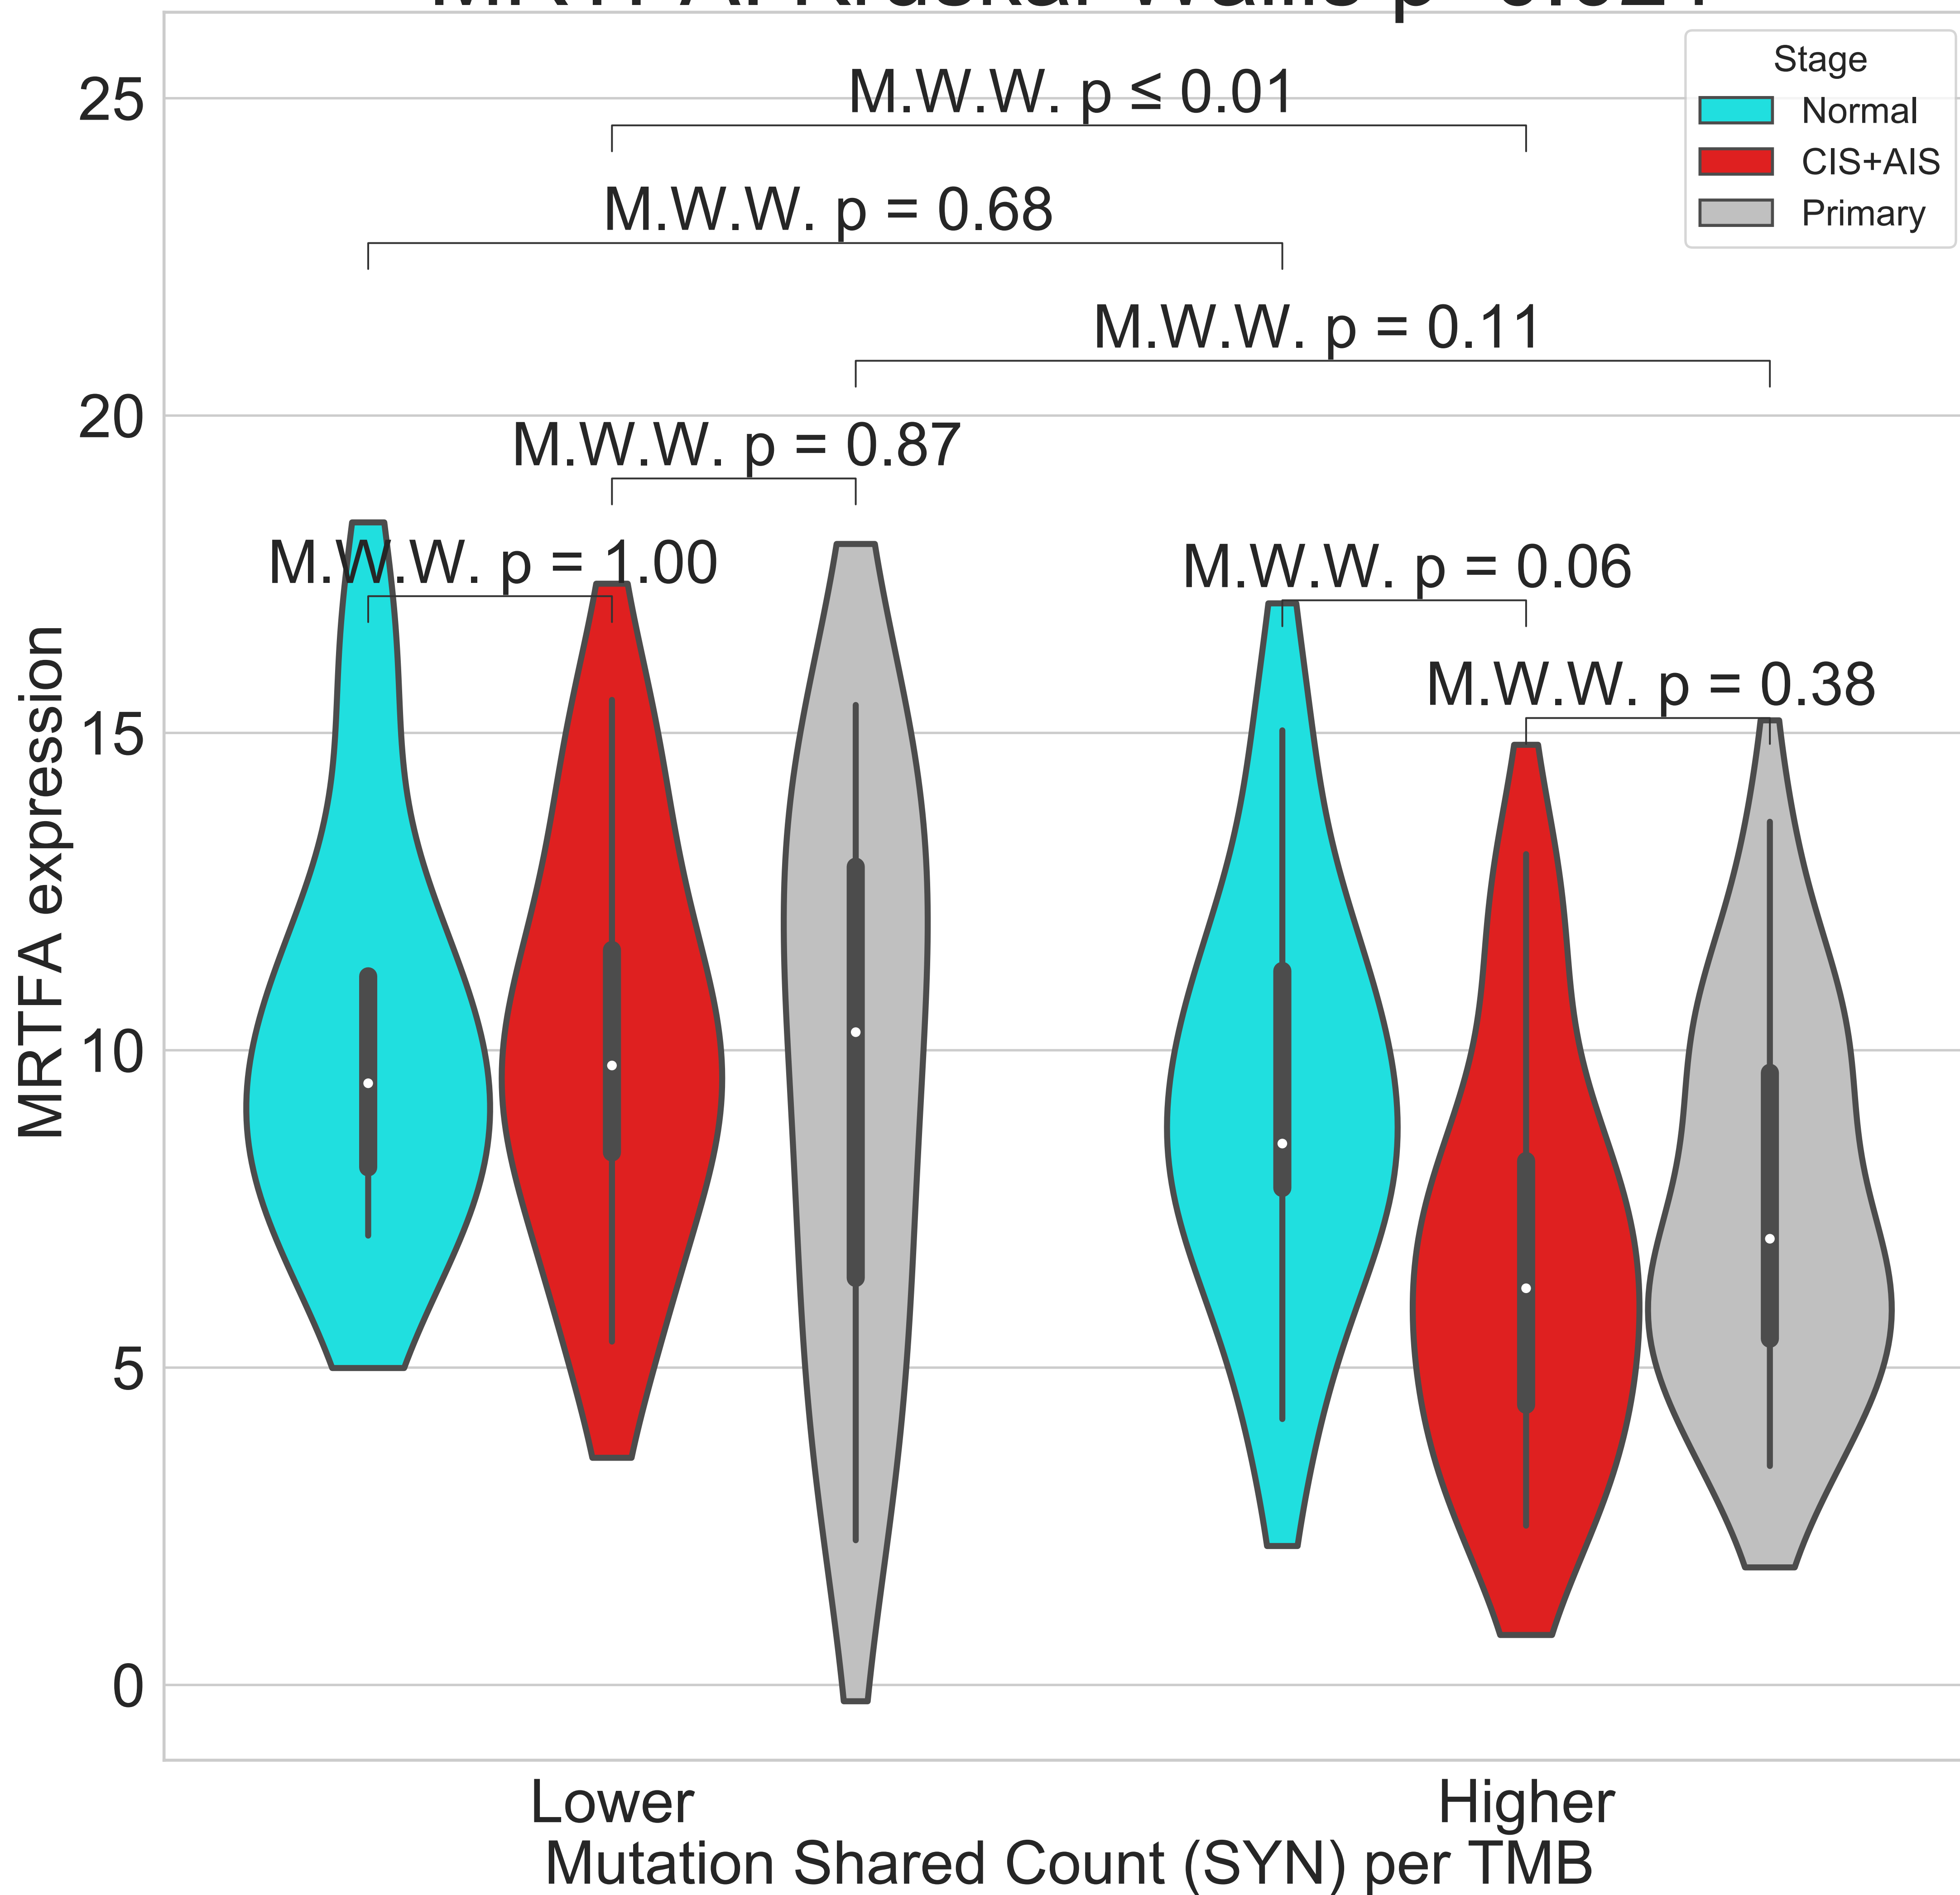 Stage
Normal
CIS+AIS
Primary
M.W.W. p ≤ 0.01
M.W.W. p = 0.68
M.W.W. p = 0.11
M.W.W. p = 0.87
M.W.W. p = 1.00
M.W.W. p = 0.06
M.W.W. p = 0.38
25
20
15
10
5
0
MRTFA expression
Lower
Higher
Mutation Shared Count (SYN) per TMB